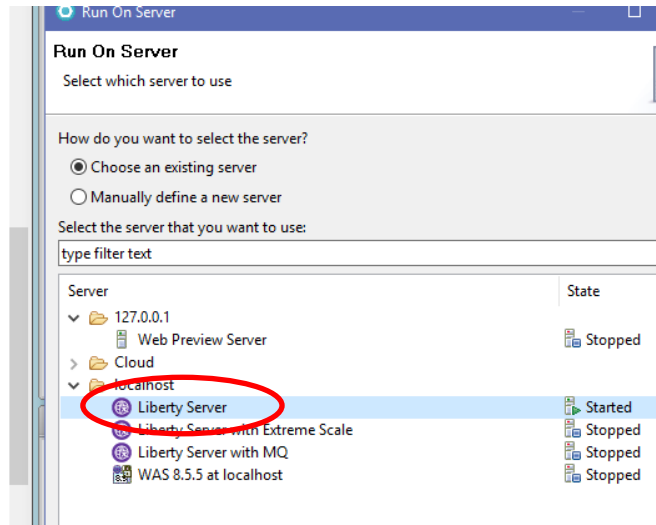 Run On Server
Run On Server
Select which server to use
How do you want to select the server?
Choose an existing server
Manually define a new server
Select the server that you want to use:
type filter text
Server State
127.0.0.1
Web Preview Server Stopped
Cloud
localhost
Liberty Server Started
Liberty Server with Extreme Scale Stopped
Liberty Server with MQ Stopped
WAS 8.5.5 at localhost Stopped